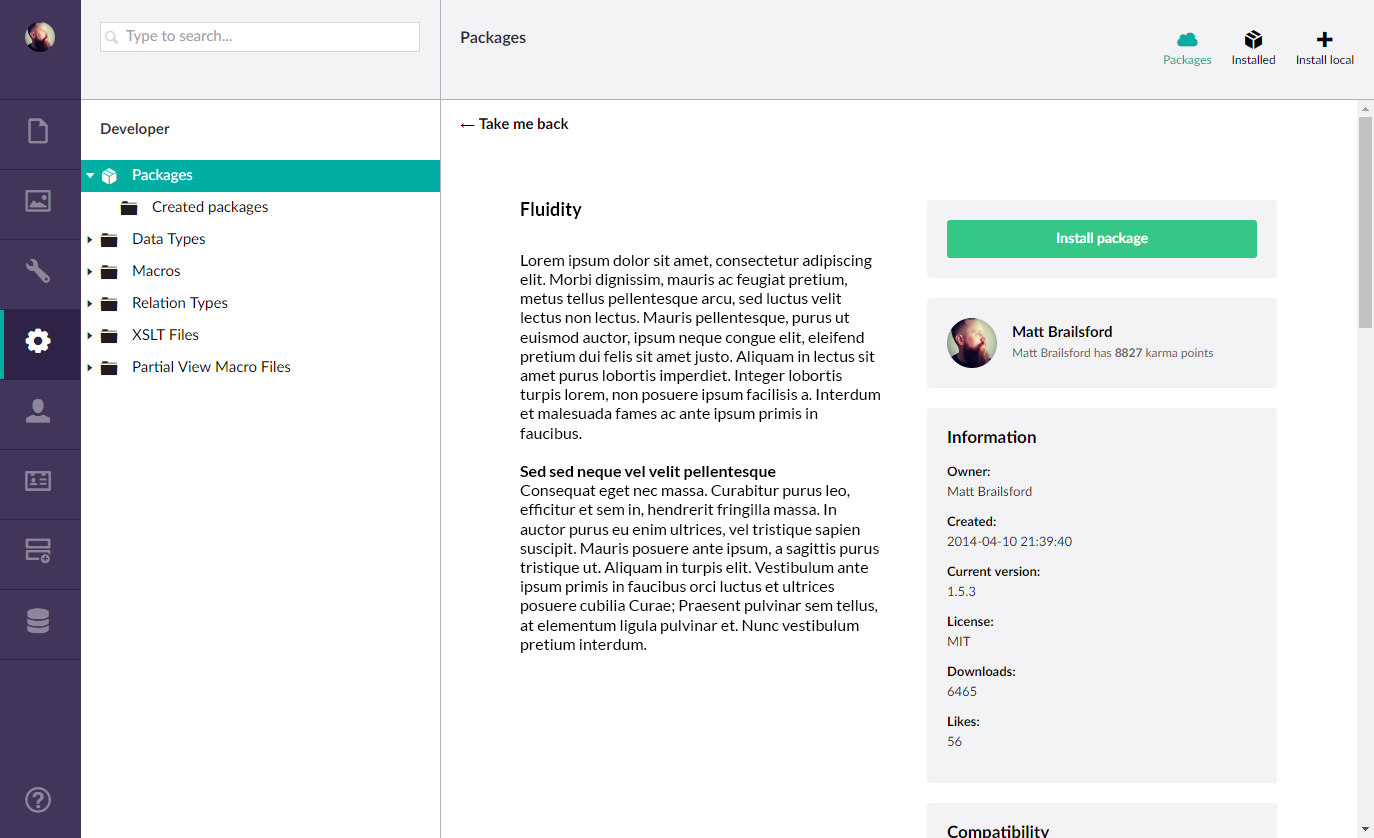 Type to search...
Packages
Packages
Installed
Install local
Developer
Packages
Created packages
Data Types
Macros
Relation Types
XSLT Files
Partial View Macro Files
← Take me back
Fluidity
Lorem ipsum dolor sit amet, consectetur adipiscing
elit. Morbi dignissim, mauris ac feugiat pretium,
metus tellus pellentesque arcu, sed luctus velit
lectus non lectus. Mauris pellentesque, purus ut
euismod auctor, ipsum neque congue elit, eleifend
pretium dui felis sit amet justo. Aliquam in lectus sit
amet purus lobortis imperdiet. Integer lobortis
turpis lorem, non posuere ipsum facilisis a. Interdum
et malesuada fames ac ante ipsum primis in
faucibus.
Sed sed neque vel velit pellentesque
Consequat eget nec massa. Curabitur purus leo,
efficitur et sem in, hendrerit fringilla massa. In
auctor purus eu enim ultrices, vel tristique sapien
suscipit. Mauris posuere ante ipsum, a sagittis purus
tristique ut. Aliquam in turpis elit. Vestibulum ante
ipsum primis in faucibus orci luctus et ultrices
posuere cubilia Curae; Praesent pulvinar sem tellus,
at elementum ligula pulvinar et. Nunc vestibulum
pretium interdum.
Install package
Matt Brailsford
Matt Brailsford has 8827 karma points
Information
Owner:
Matt Brailsford
Created:
2014-04-10 21:39:40
Current version:
1.5.3
License:
MIT
Downloads:
6465
Likes:
56
Compatibility